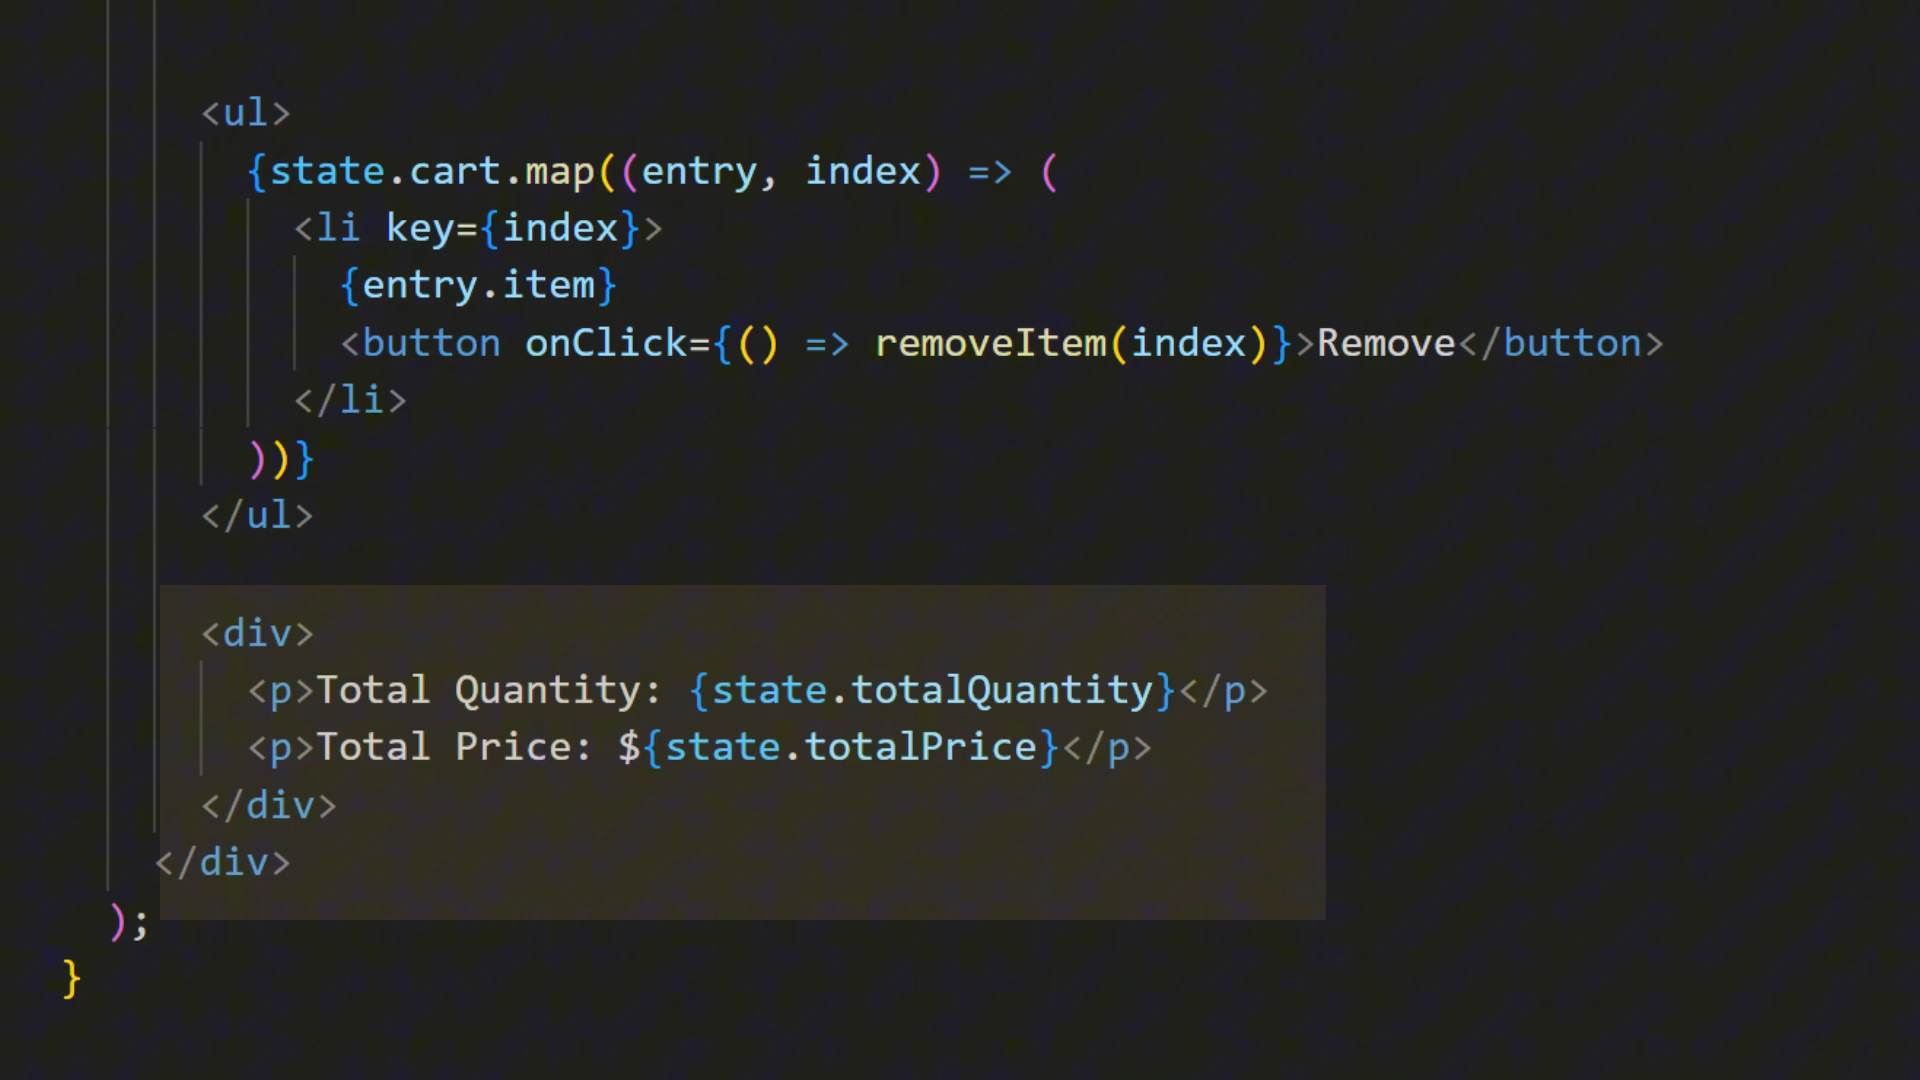 <ul>
{state.cart.map((entry, index) => (
<li key={index}>
{entry.item}
<button onClick={() => removeItem(index)}>Remove</button>
</li>
))}
</ul>
<div>
<p>Total Quantity: {state.totalQuantity}</p>
<p>Total Price: ${state.totalPrice}</p>
</div>
</div>
);
}